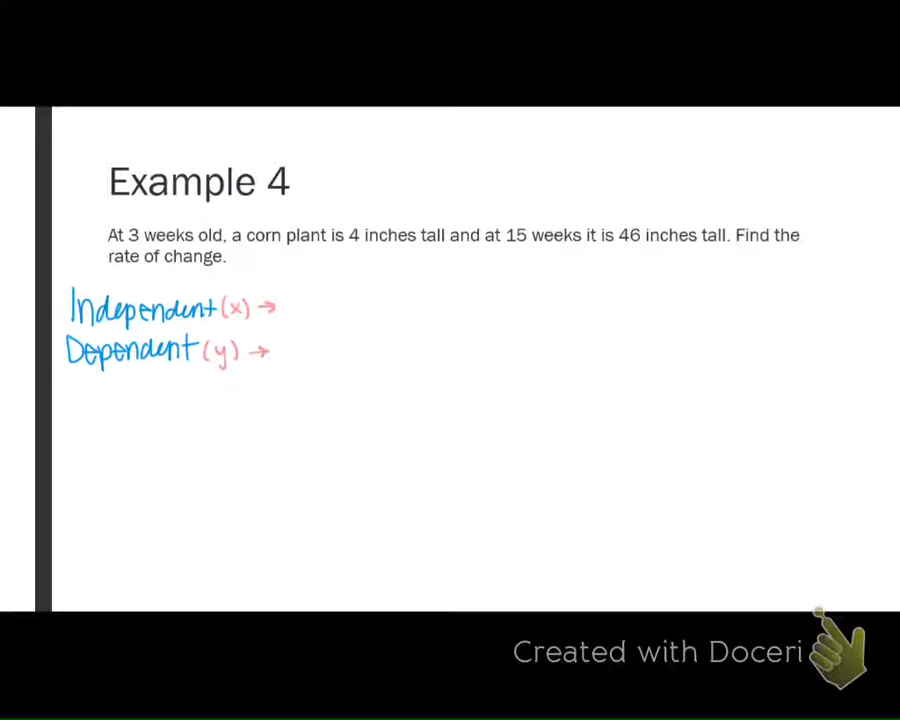 Example 4
At 3 weeks old, a corn plant is 4 inches tall and at 15 weeks it is 46 inches tall. Find the
rate of change.
Independent (x) →
Dependent (y) →
Created with Doceri